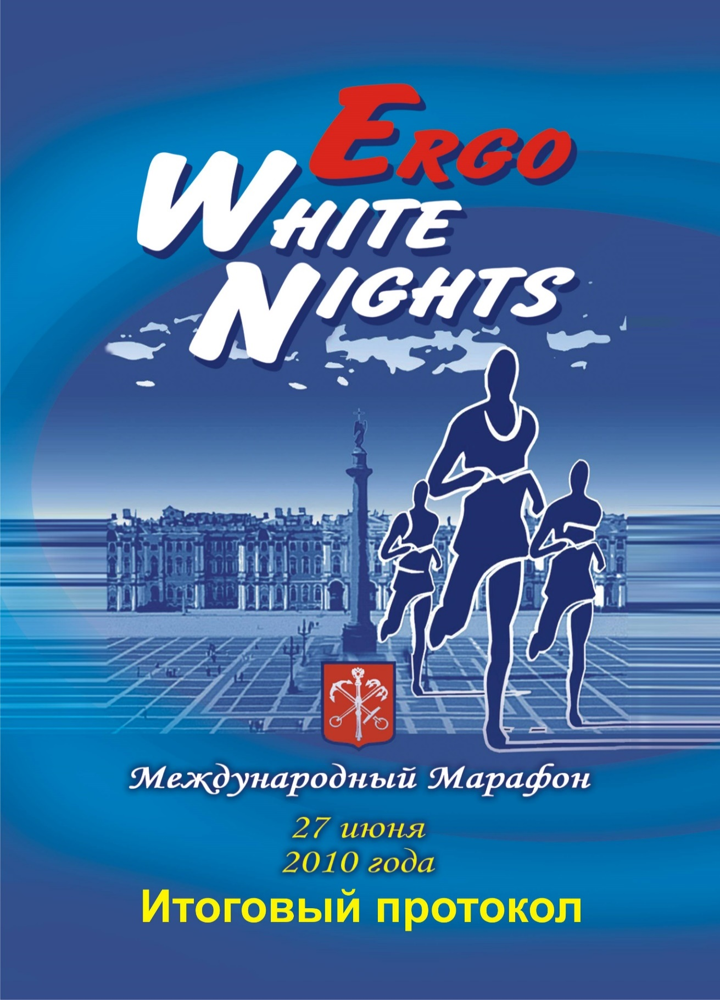 ERGO
WHITE
NIGHTS
Международный Марафон
27 июня
2010 года
Итоговый протокол